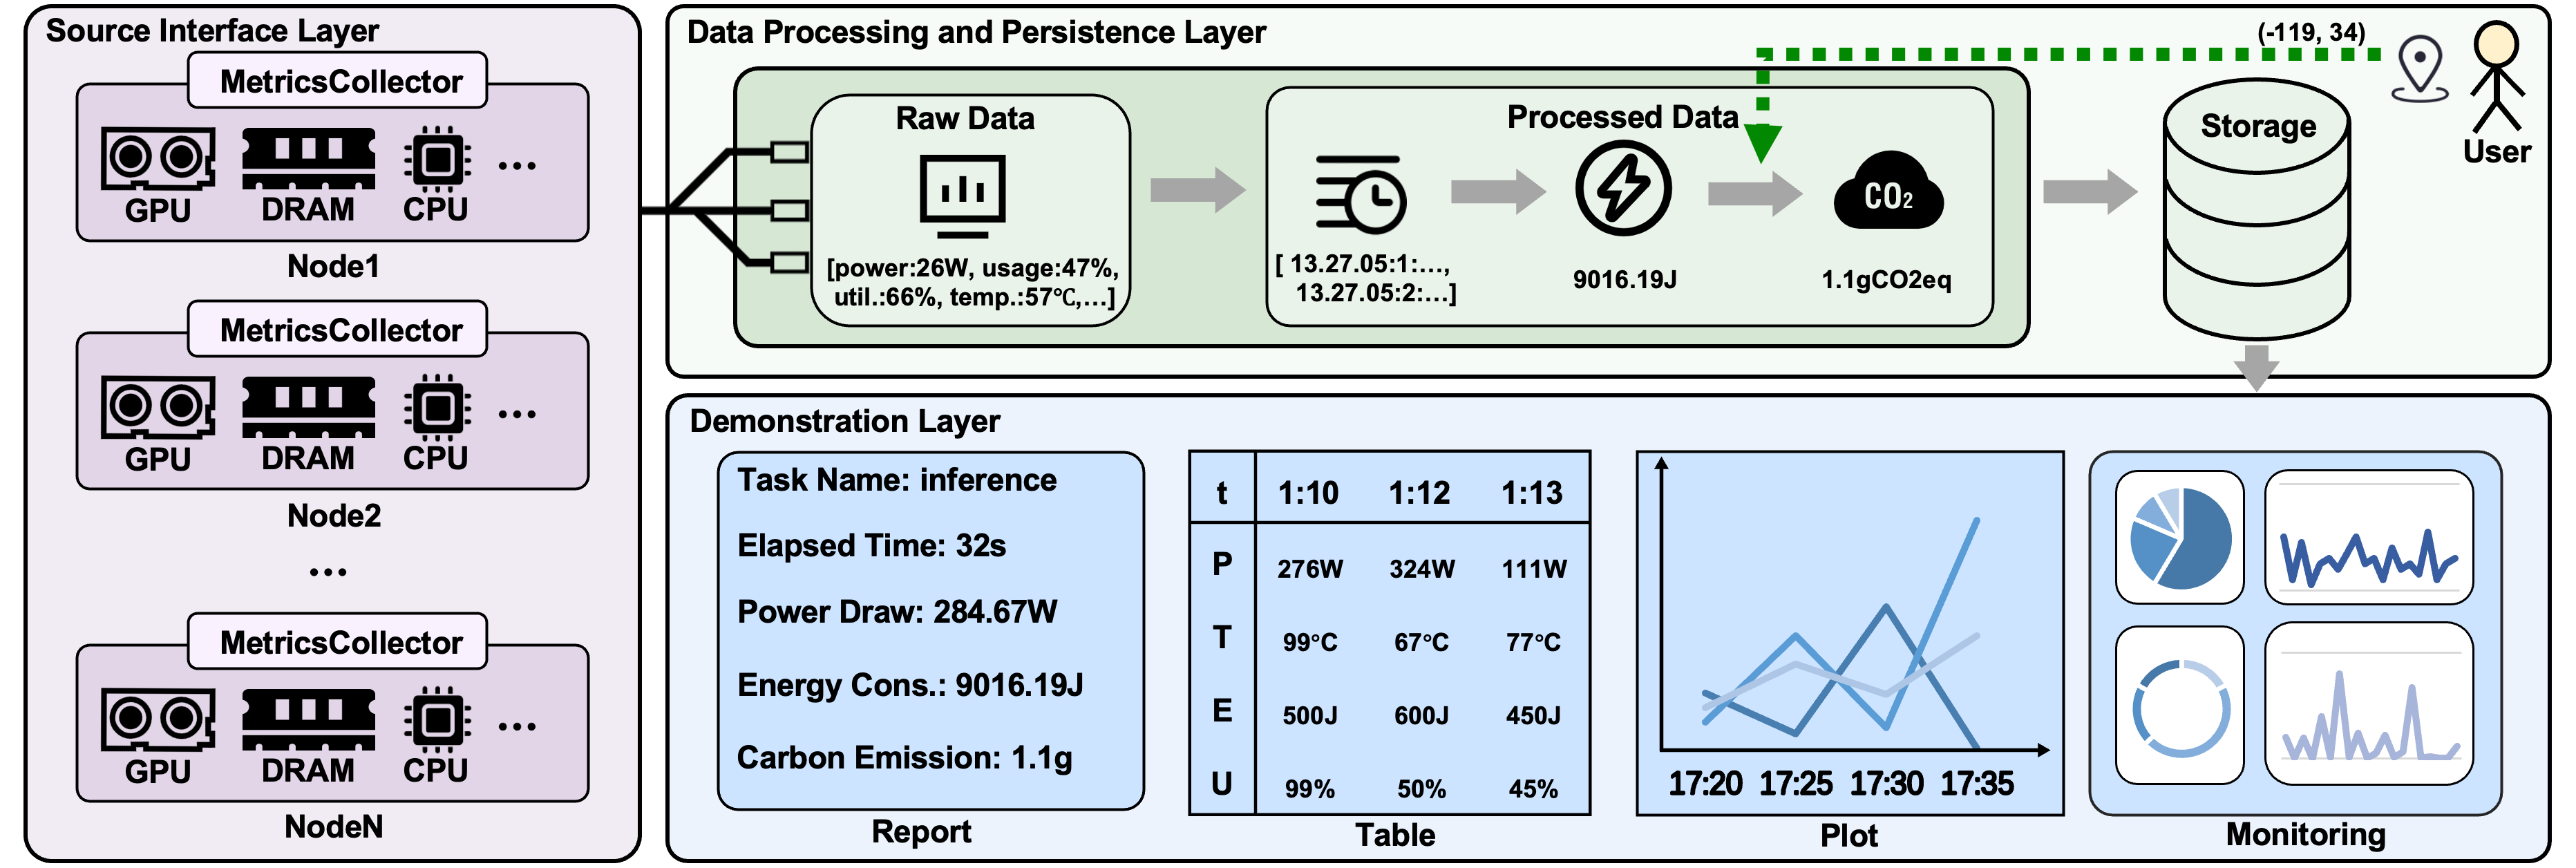 Source Interface Layer
MetricsCollector
GPU DRAM CPU ...
Node1
MetricsCollector
GPU DRAM CPU ...
Node2
...
MetricsCollector
GPU DRAM CPU ...
NodeN
Data Processing and Persistence Layer
(-119, 34)
User
Raw Data
[power:26W, usage:47%,
util.:66%, temp.:57℃,...]
Processed Data
[ 13.27.05:1:...,
13.27.05:2:...]
9016.19J
CO₂
1.1gCO2eq
Storage
Demonstration Layer
Task Name: inference
Elapsed Time: 32s
Power Draw: 284.67W
Energy Cons.: 9016.19J
Carbon Emission: 1.1g
Report
t 1:10 1:12 1:13
P 276W 324W 111W
T 99°C 67°C 77°C
E 500J 600J 450J
U 99% 50% 45%
Table
17:20 17:25 17:30 17:35
Plot
Monitoring